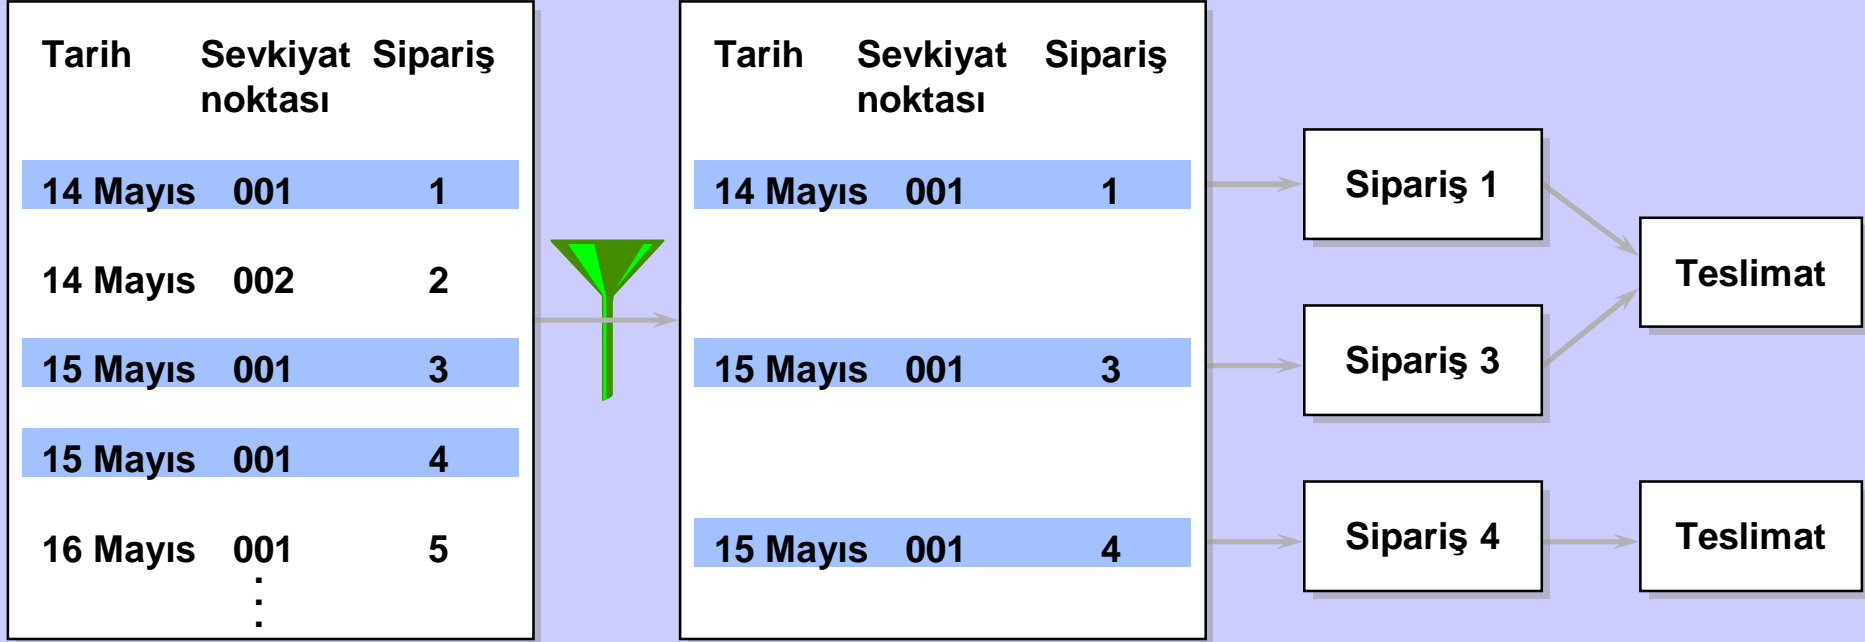 Tarih Sevkiyat Sipariş
noktası
14 Mayıs 001 1
14 Mayıs 002 2
15 Mayıs 001 3
15 Mayıs 001 4
16 Mayıs 001 5
.
.
.
Tarih Sevkiyat Sipariş
noktası
14 Mayıs 001 1
15 Mayıs 001 3
15 Mayıs 001 4
Sipariş 1
Sipariş 3
Sipariş 4
Teslimat
Teslimat